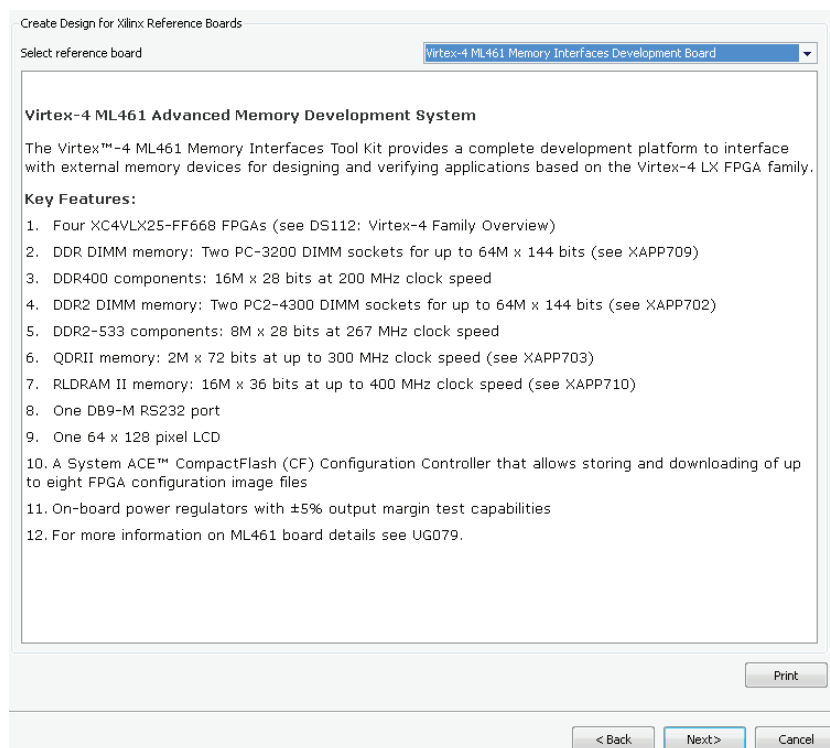 Create Design for Xilinx Reference Boards
Select reference board
Virtex-4 ML461 Memory Interfaces Development Board
Virtex-4 ML461 Advanced Memory Development System
The Virtex™-4 ML461 Memory Interfaces Tool Kit provides a complete development platform to interface
with external memory devices for designing and verifying applications based on the Virtex-4 LX FPGA family.
Key Features:
1. Four XC4VLX25-FF668 FPGAs (see DS112: Virtex-4 Family Overview)
2. DDR DIMM memory: Two PC-3200 DIMM sockets for up to 64M x 144 bits (see XAPP709)
3. DDR400 components: 16M x 28 bits at 200 MHz clock speed
4. DDR2 DIMM memory: Two PC2-4300 DIMM sockets for up to 64M x 144 bits (see XAPP702)
5. DDR2-533 components: 8M x 28 bits at 267 MHz clock speed
6. QDRII memory: 2M x 72 bits at up to 300 MHz clock speed (see XAPP703)
7. RLDRAM II memory: 16M x 36 bits at up to 400 MHz clock speed (see XAPP710)
8. One DB9-M RS232 port
9. One 64 x 128 pixel LCD
10. A System ACE™ CompactFlash (CF) Configuration Controller that allows storing and downloading of up
to eight FPGA configuration image files
11. On-board power regulators with ±5% output margin test capabilities
12. For more information on ML461 board details see UG079.
Print
< Back
Next>
Cancel